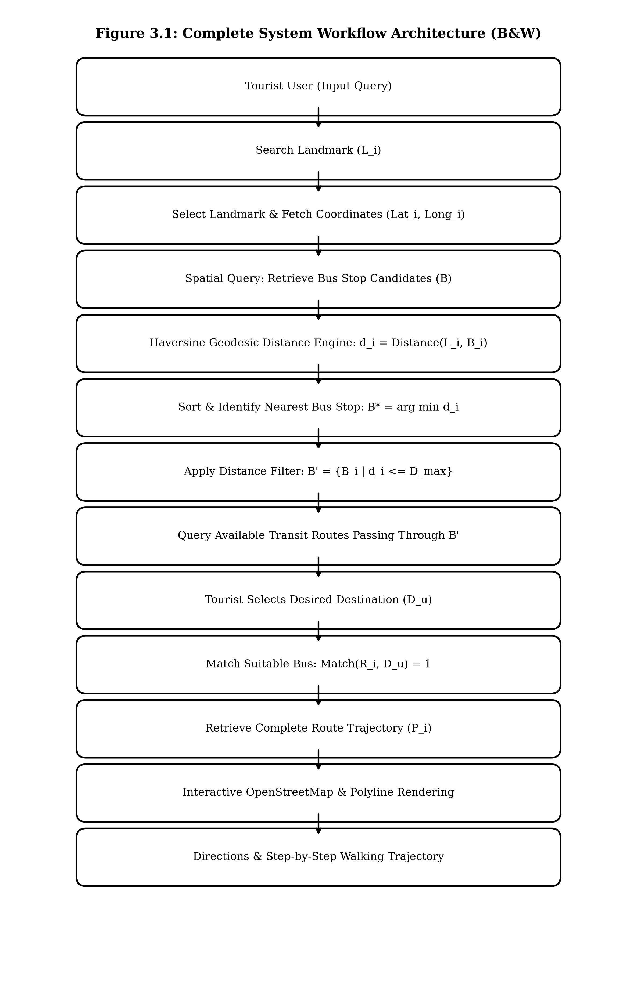 Figure 3.1: Complete System Workflow Architecture (B&W)
Tourist User (Input Query)
Search Landmark (L_i)
Select Landmark & Fetch Coordinates (Lat_i, Long_i)
Spatial Query: Retrieve Bus Stop Candidates (B)
Haversine Geodesic Distance Engine: d_i = Distance(L_i, B_i)
Sort & Identify Nearest Bus Stop: B* = arg min d_i
Apply Distance Filter: B' = {B_i | d_i <= D_max}
Query Available Transit Routes Passing Through B'
Tourist Selects Desired Destination (D_u)
Match Suitable Bus: Match(R_i, D_u) = 1
Retrieve Complete Route Trajectory (P_i)
Interactive OpenStreetMap & Polyline Rendering
Directions & Step-by-Step Walking Trajectory